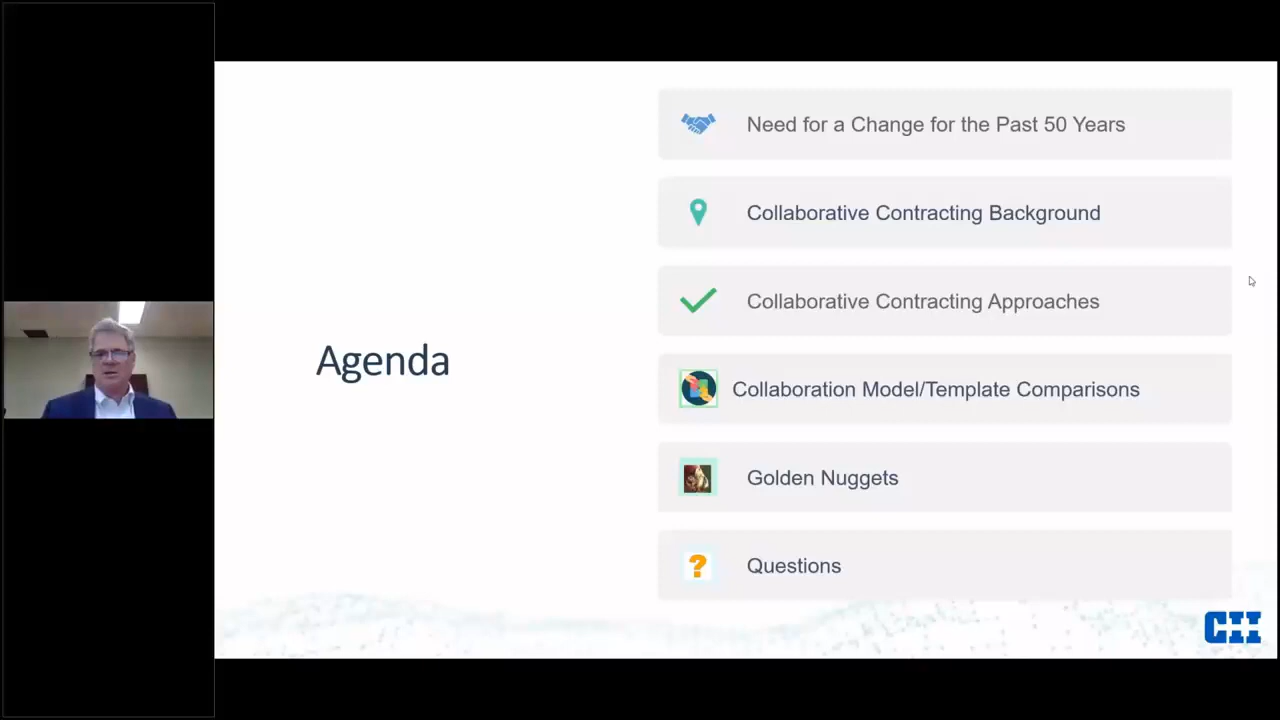 Agenda
Need for a Change for the Past 50 Years
Collaborative Contracting Background
Collaborative Contracting Approaches
Collaboration Model/Template Comparisons
Golden Nuggets
?
Questions
CII